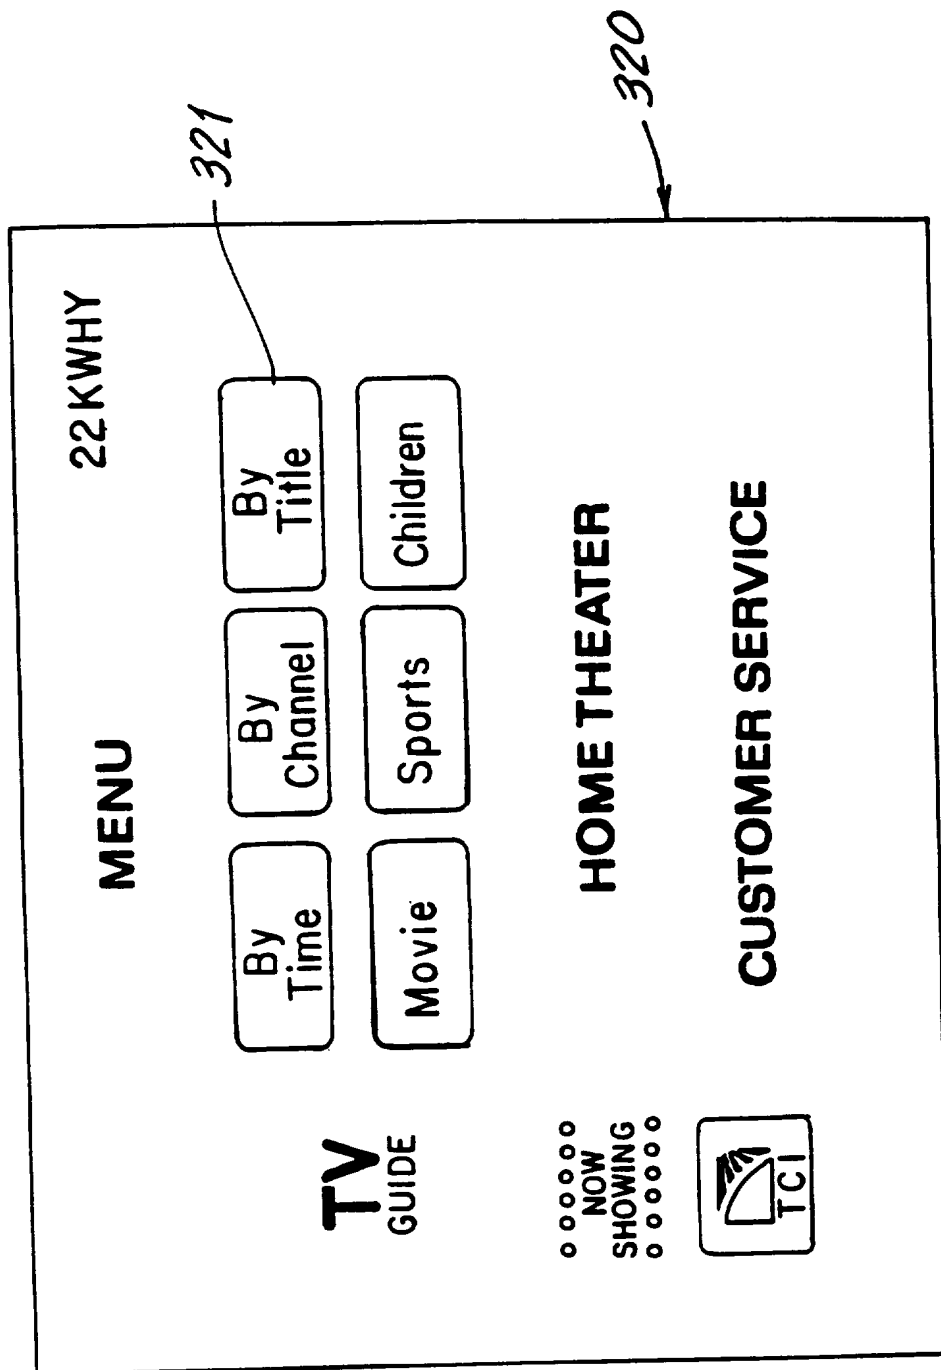 321
320
MENU
22KWHY
TV
GUIDE
By
Time
By
Channel
By
Title
Movie
Sports
Children
NOW
SHOWING
HOME THEATER
TCI
CUSTOMER SERVICE